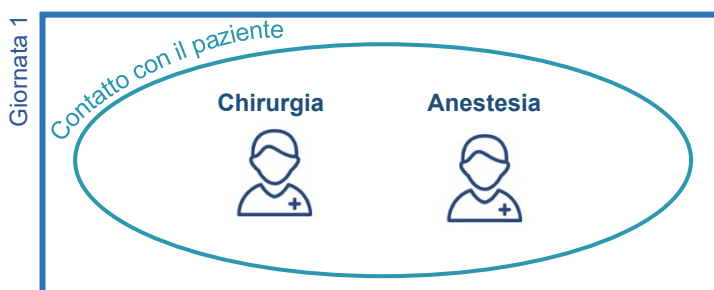 Giornata 1
Contatto con il paziente
Chirurgia
Anestesia